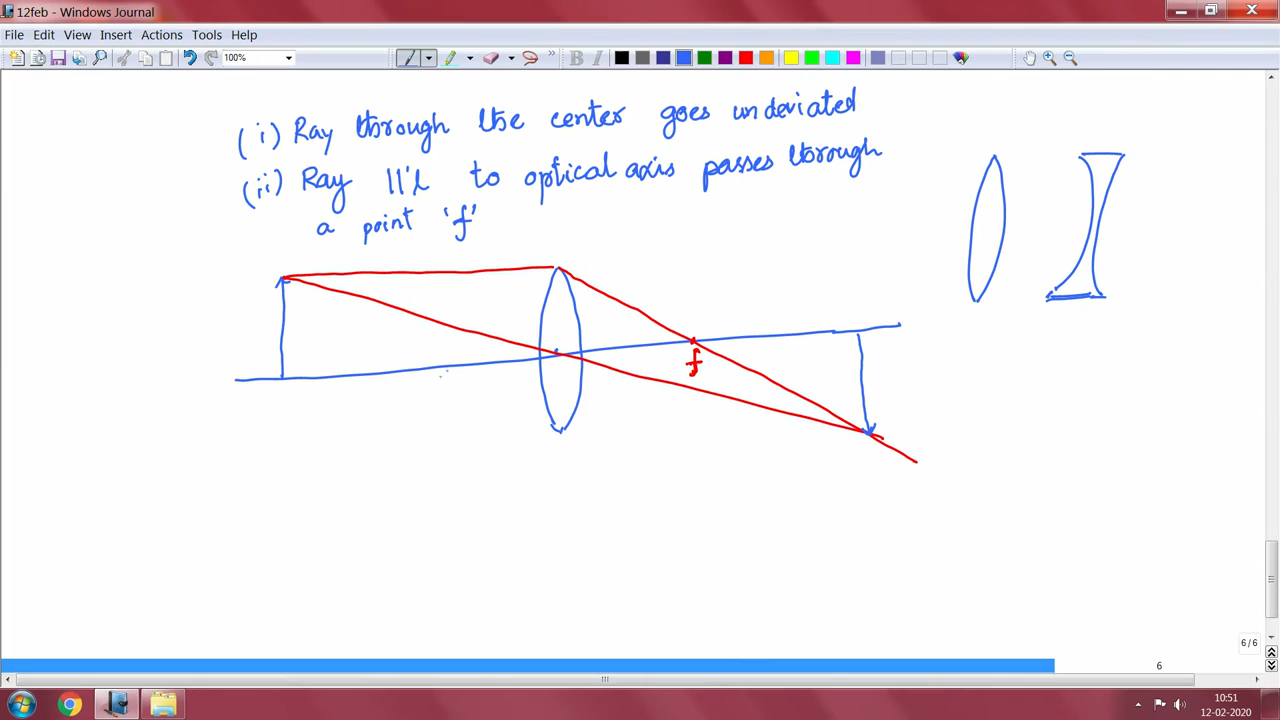 12feb - Windows Journal
File Edit View Insert Actions Tools Help
100%
(i) Ray through the center goes undeviated
(ii) Ray ||'l to optical axis passes through
a point 'f'
f
6/6
6
10:51
12-02-2020